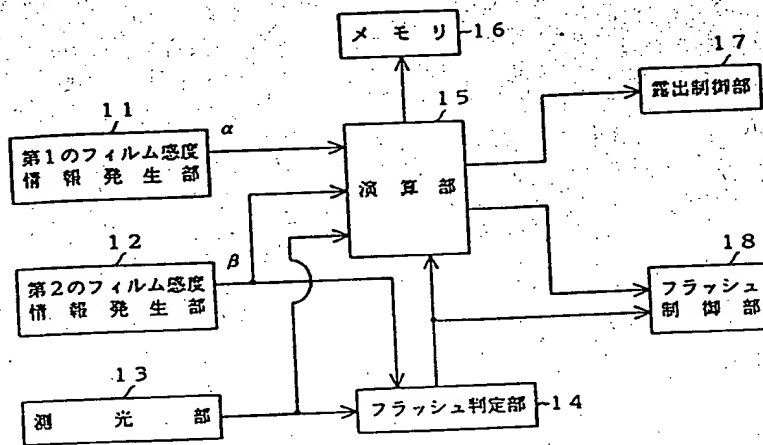 メモリ
16
17
露出制御部
15
演算部
11
α
第1のフィルム感度
情報発生部
12
β
第2のフィルム感度
情報発生部
18
フラッシュ
制御部
13
測光部
フラッシュ判定部
14